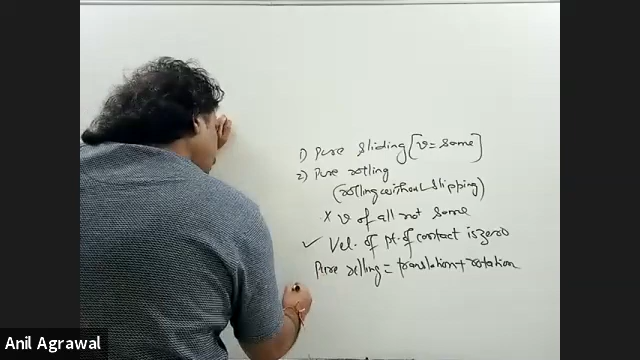 1) Pure sliding [v = same]
2) Pure rolling
(rolling without slipping)
× v of all not same
✓ Vel. of pt. of contact is zero
Pure rolling = translation + rotation
Anil Agrawal